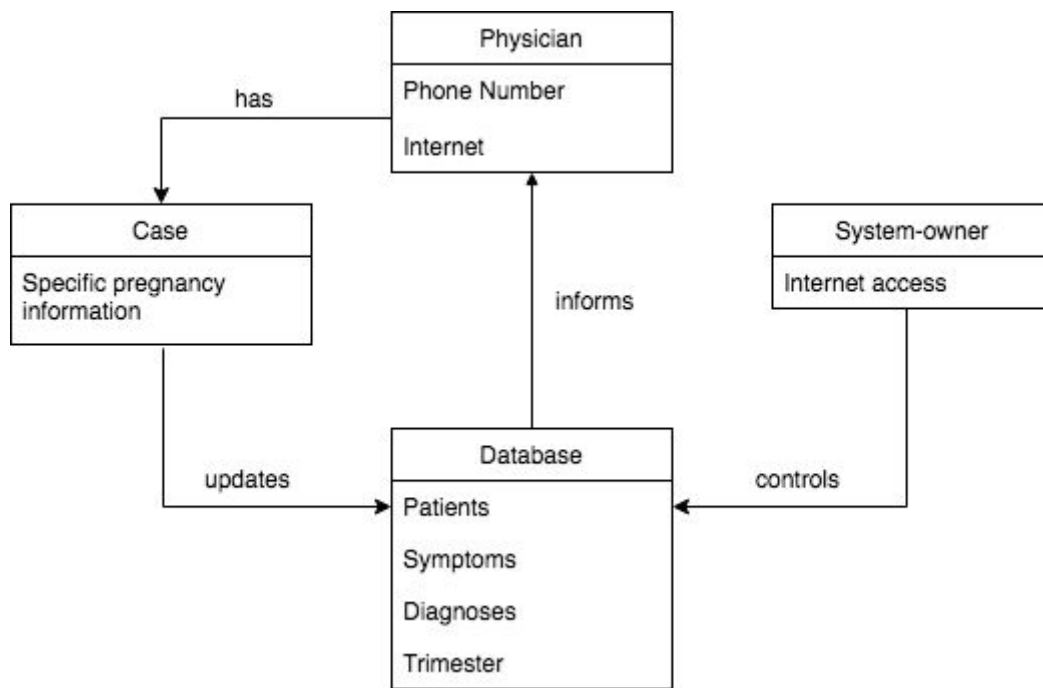 Physician
Phone Number
Internet
has
Case
Specific pregnancy
information
System-owner
Internet access
informs
updates
controls
Database
Patients
Symptoms
Diagnoses
Trimester